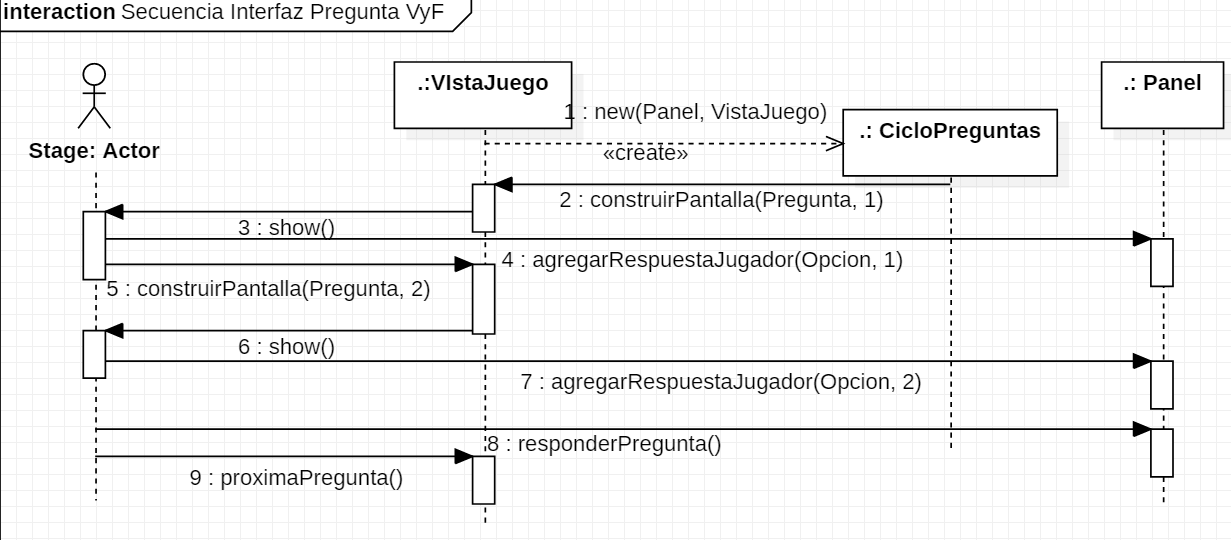 interaction Secuencia Interfaz Pregunta VyF
.:VIstaJuego
.: Panel
1 : new(Panel, VistaJuego)
.: CicloPreguntas
Stage: Actor
«create»
2 : construirPantalla(Pregunta, 1)
3 : show()
4 : agregarRespuestaJugador(Opcion, 1)
5 : construirPantalla(Pregunta, 2)
6 : show()
7 : agregarRespuestaJugador(Opcion, 2)
8 : responderPregunta()
9 : proximaPregunta()